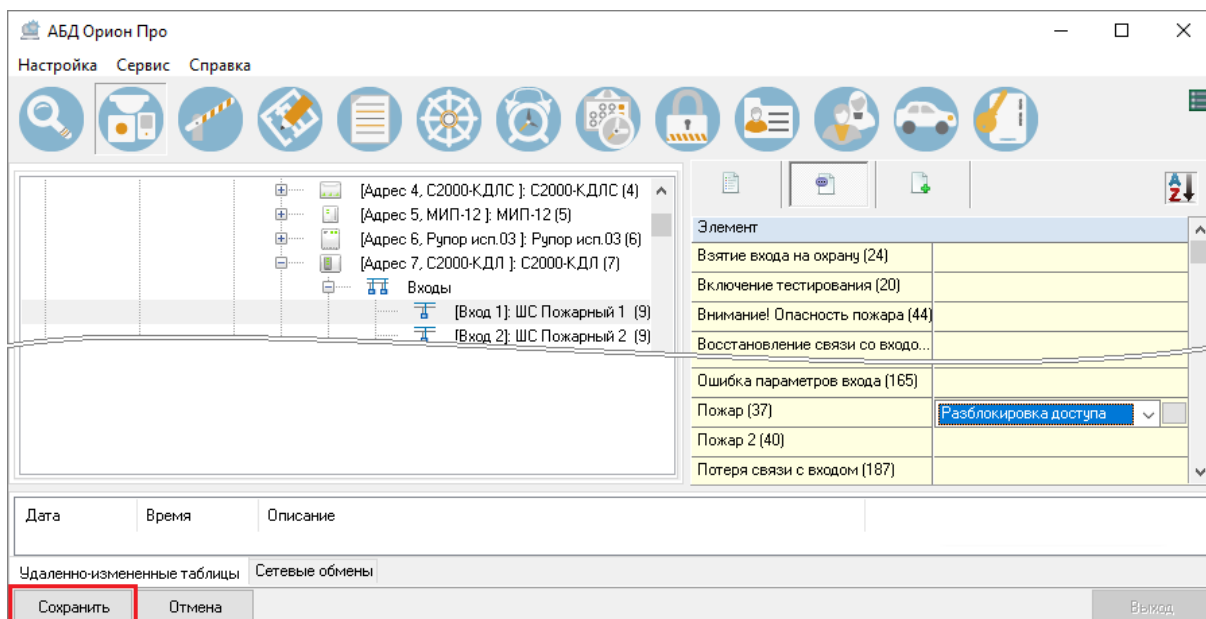 АБД Орион Про
Настройка Сервис Справка
[Адрес 4, С2000-КДЛС ]: С2000-КДЛС (4)
[Адрес 5, МИП-12 ]: МИП-12 (5)
[Адрес 6, Рупор исп.03 ]: Рупор исп.03 (6)
[Адрес 7, С2000-КДЛ ]: С2000-КДЛ (7)
Входы
[Вход 1]: ШС Пожарный 1 (9)
[Вход 2]: ШС Пожарный 2 (9)
Элемент
Взятие входа на охрану (24)
Включение тестирования (20)
Внимание! Опасность пожара (44)
Восстановление связи со входо...
Ошибка параметров входа (165)
Пожар (37) Разблокировка доступа
Пожар 2 (40)
Потеря связи с входом (187)
Дата Время Описание
Удаленно-измененные таблицы Сетевые обмены
Сохранить Отмена Выход